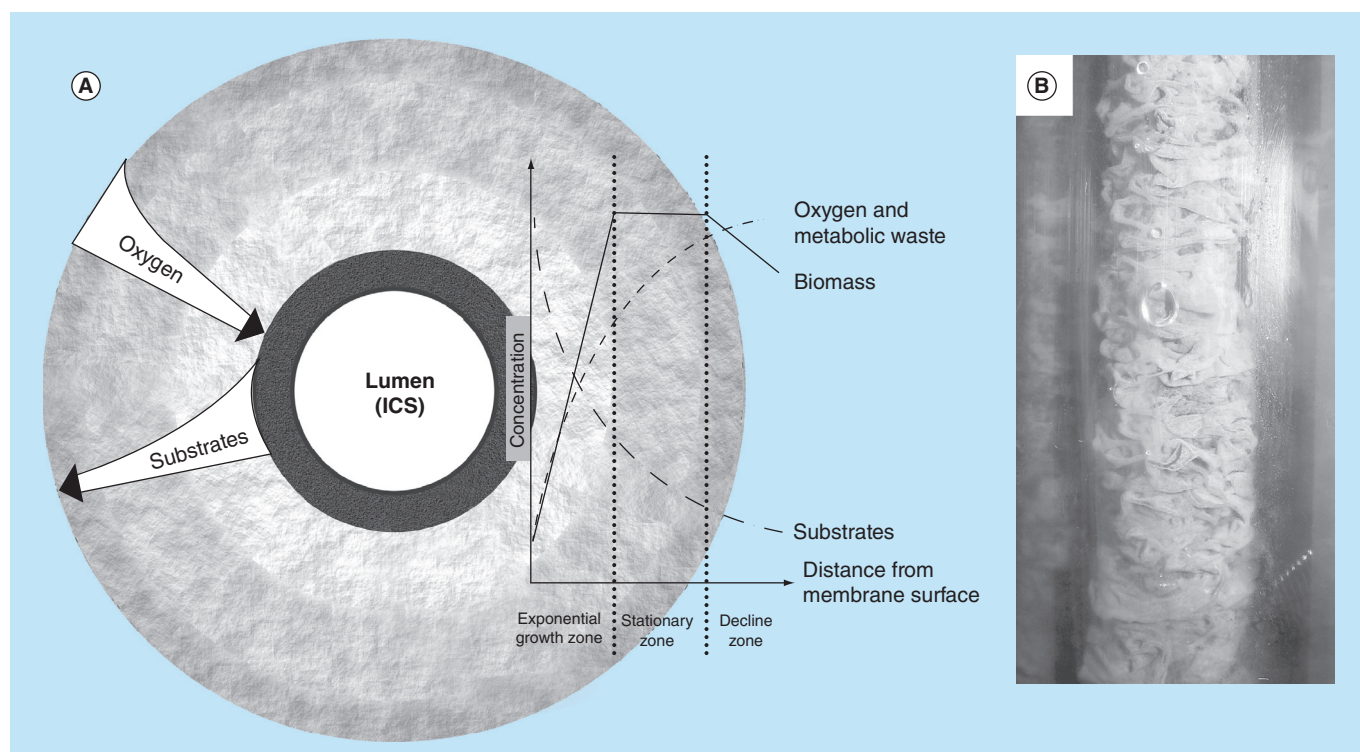 A
Oxygen
Substrates
Lumen
(ICS)
Concentration
Oxygen and
metabolic waste
Biomass
Substrates
Distance from
membrane surface
Exponential
growth zone
Stationary
zone
Decline
zone
B